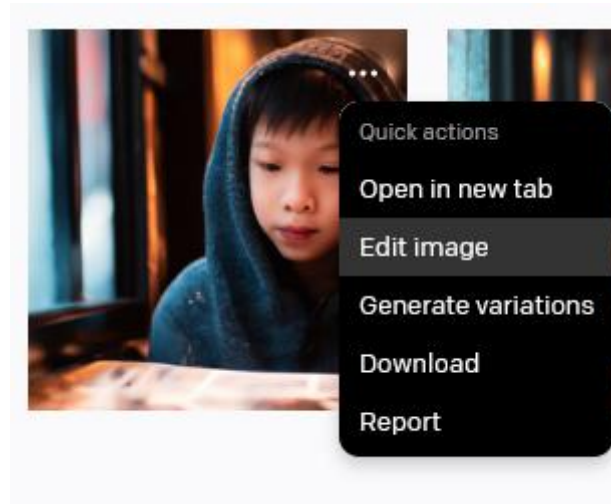 Quick actions
Open in new tab
Edit image
Generate variations
Download
Report